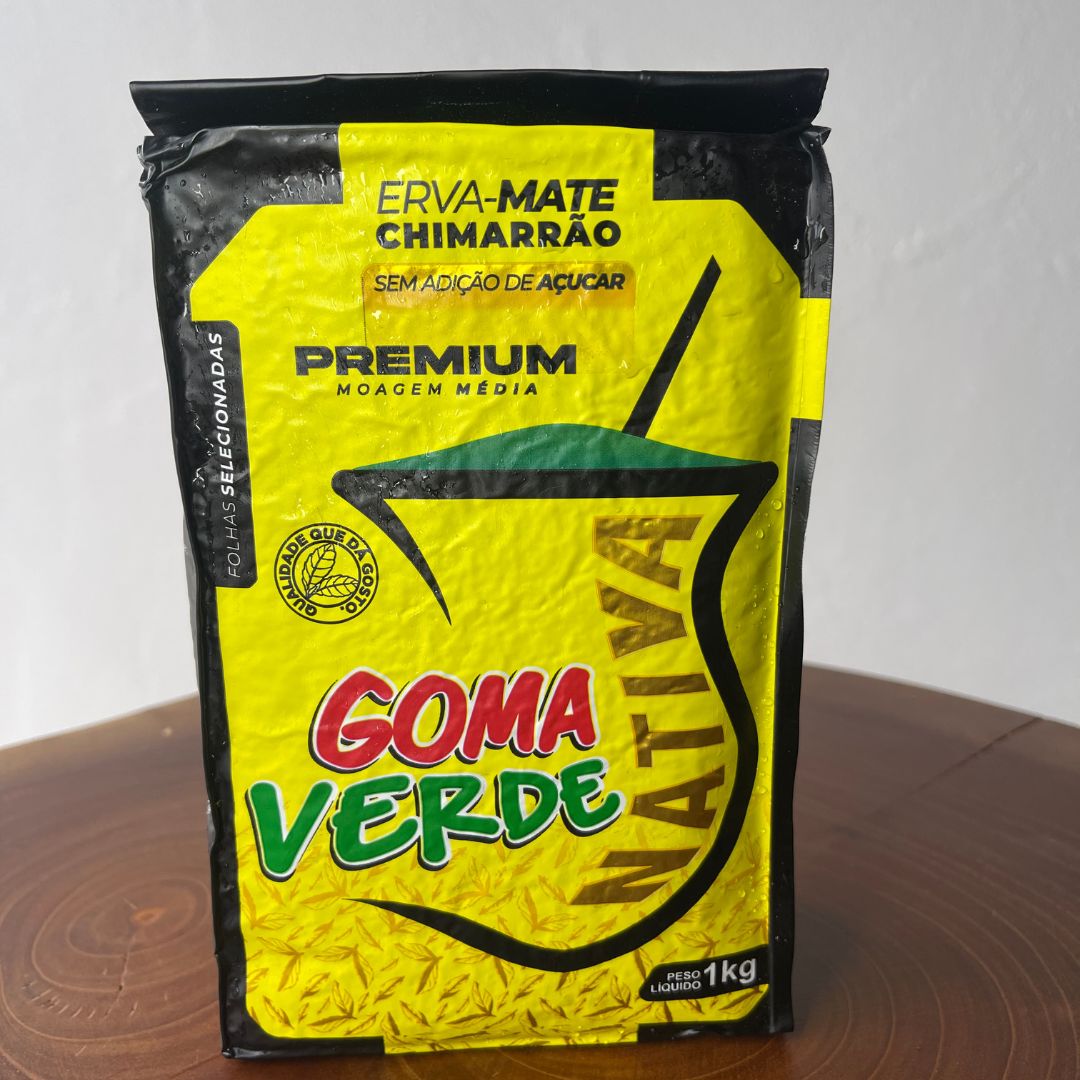 ERVA-MATE
CHIMARRÃO
SEM ADIÇÃO DE AÇUCAR
PREMIUM
MOAGEM MÉDIA
FOLHAS SELECIONADAS
QUALIDADE QUE DÁ GOSTO.
NATIVA
GOMA
VERDE
PESO
LÍQUIDO 1kg